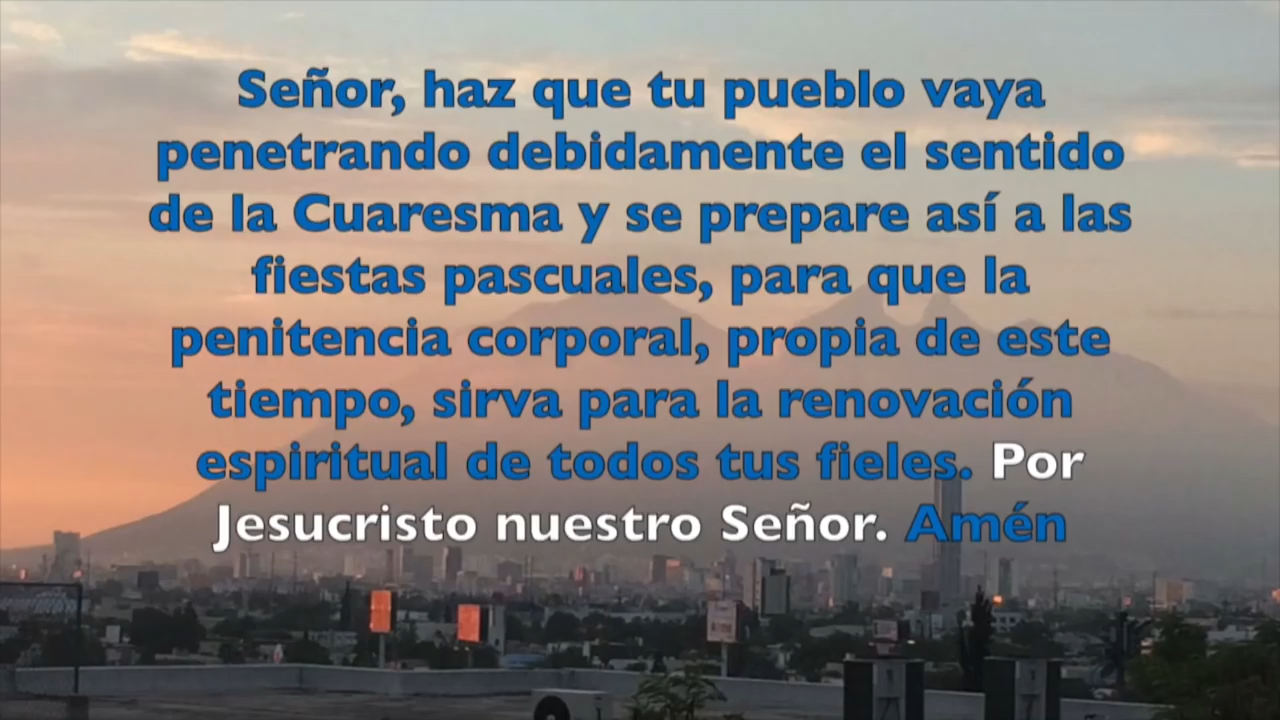 Señor, haz que tu pueblo vaya
penetrando debidamente el sentido
de la Cuaresma y se prepare así a las
fiestas pascuales, para que la
penitencia corporal, propia de este
tiempo, sirva para la renovación
espiritual de todos tus fieles. Por
Jesucristo nuestro Señor. Amén